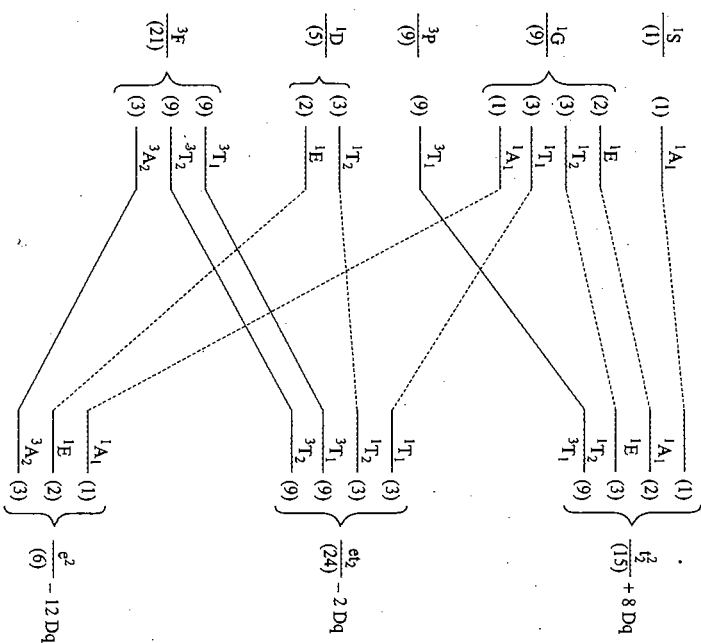 ¹S
(1)
(1) ¹A₁
¹G
(9)
(2) ¹E
(3) ¹T₂
(3) ¹T₁
(1) ¹A₁
³P
(9)
(9) ³T₁
¹D
(5)
(3) ¹T₂
(2) ¹E
³F
(21)
(9) ³T₁
(9) ³T₂
(3) ³A₂
¹A₁ (1)
¹E (2)
¹T₂ (3)
³T₁ (9)
t₂²
(15)
+ 8 Dq
¹T₁ (3)
¹T₂ (3)
³T₁ (9)
³T₂ (9)
et₂
(24)
− 2 Dq
¹A₁ (1)
¹E (2)
³A₂ (3)
e²
(6)
− 12 Dq